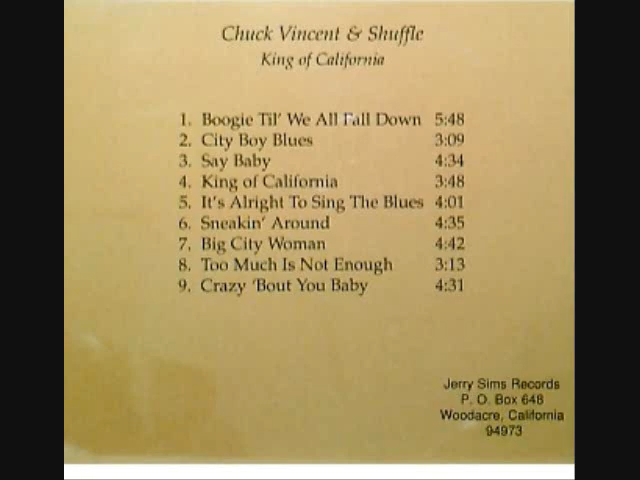 Chuck Vincent & Shuffle
King of California
1. Boogie Til' We All Fall Down 5:48
2. City Boy Blues 3:09
3. Say Baby 4:34
4. King of California 3:48
5. It's Alright To Sing The Blues 4:01
6. Sneakin' Around 4:35
7. Big City Woman 4:42
8. Too Much Is Not Enough 3:13
9. Crazy 'Bout You Baby 4:31
Jerry Sims Records
P. O. Box 648
Woodacre, California
94973